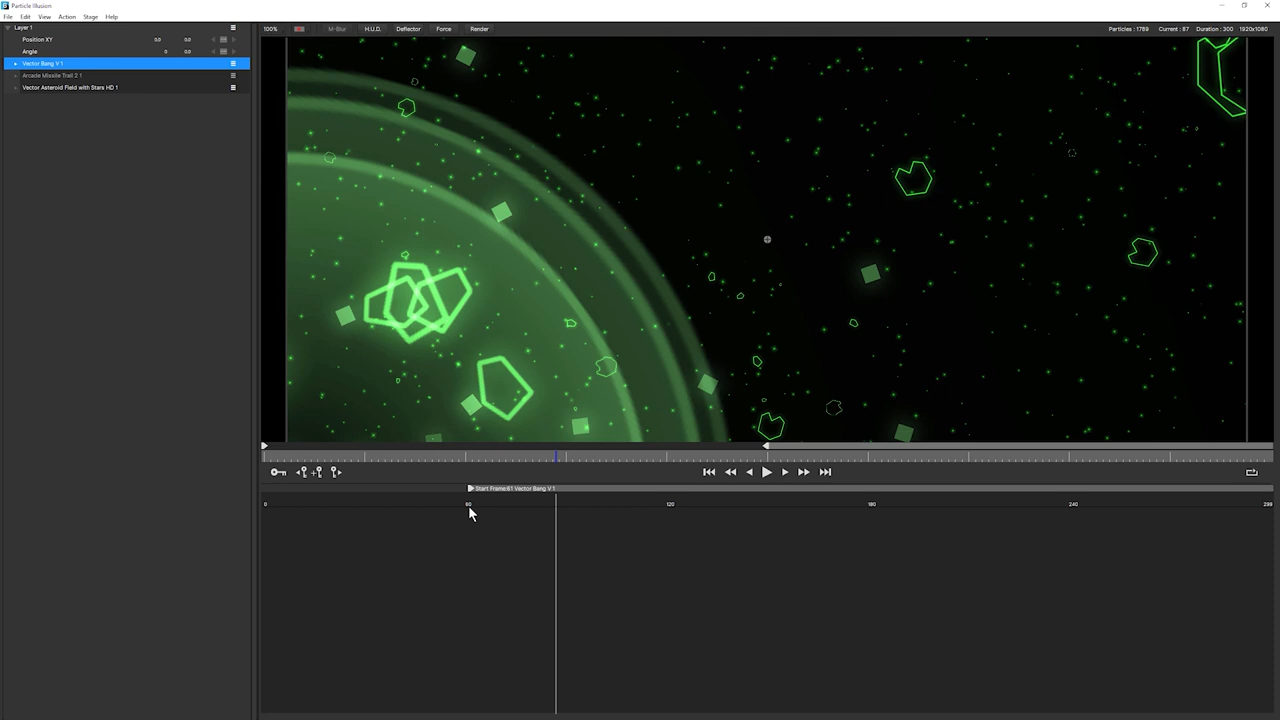 Particle Illusion
File Edit View Action Stage Help
Layer 1
Position XY 0.0 0.0
Angle 0 0.0
Vector Bang V 1
Arcade Missile Trail 2 1
Vector Asteroid Field with Stars HD 1
100% M-Blur H.U.D. Deflector Force Render Particles : 1789 Current : 87 Duration : 300 1920x1080
Start Frame:61 Vector Bang V 1
0 60 120 180 240 299